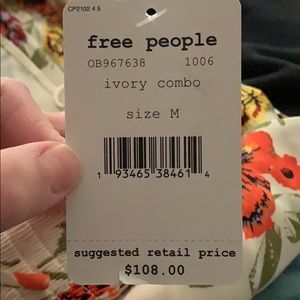 CP2102 4 5
free people
OB967638 1006
ivory combo
size M
1 93465 38461 4
suggested retail price
$108.00